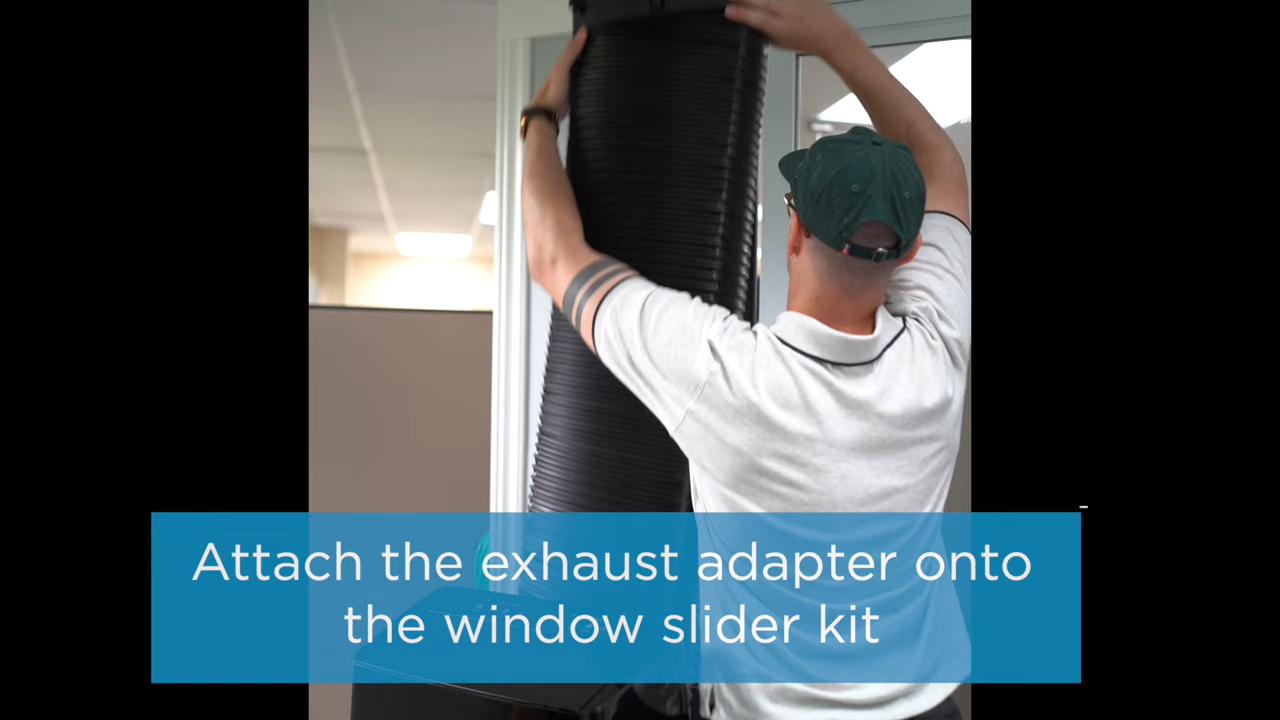 Attach the exhaust adapter onto
the window slider kit